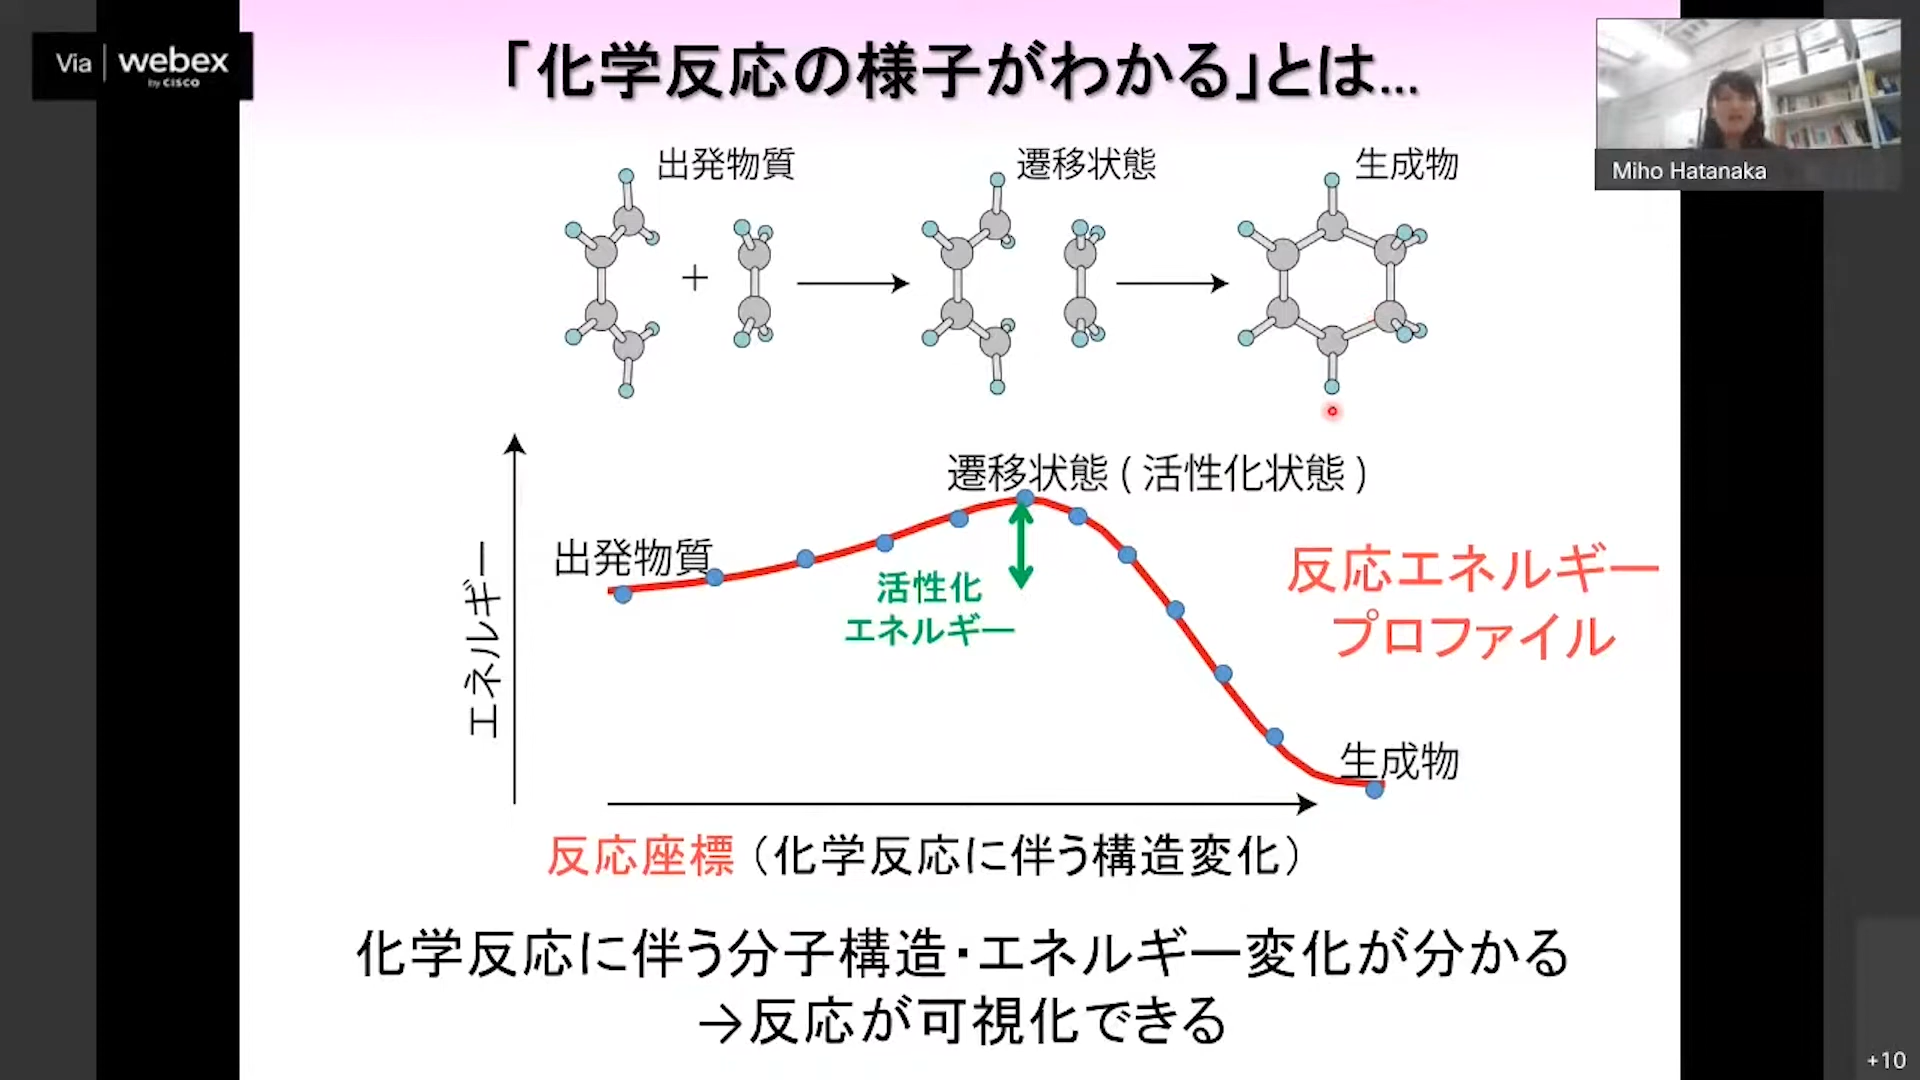 Via webex
by CISCO
「化学反応の様子がわかる」とは...
Miho Hatanaka
出発物質
遷移状態
生成物
+
遷移状態(活性化状態)
出発物質
活性化
エネルギー
反応エネルギー
プロファイル
エネルギー
生成物
反応座標(化学反応に伴う構造変化)
化学反応に伴う分子構造・エネルギー変化が分かる
→反応が可視化できる
+10